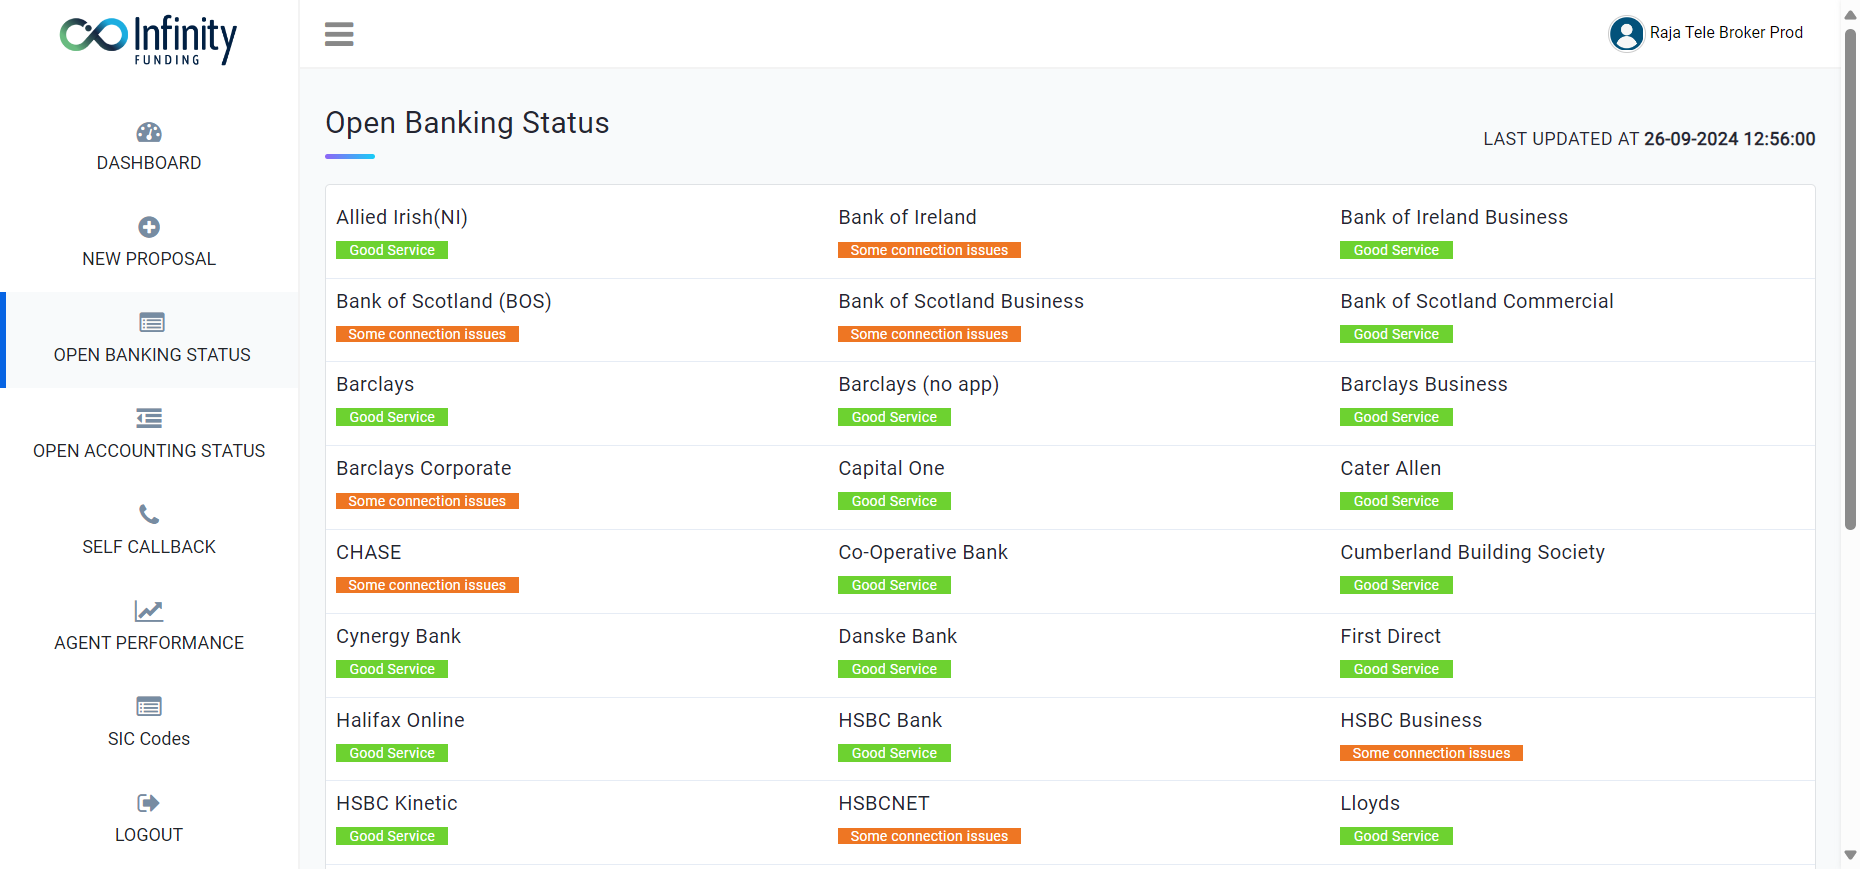 Infinity
FUNDING
Raja Tele Broker Prod
DASHBOARD
NEW PROPOSAL
OPEN BANKING STATUS
OPEN ACCOUNTING STATUS
SELF CALLBACK
AGENT PERFORMANCE
SIC Codes
LOGOUT
Open Banking Status
LAST UPDATED AT 26-09-2024 12:56:00
Allied Irish(NI)
Good Service
Bank of Ireland
Some connection issues
Bank of Ireland Business
Good Service
Bank of Scotland (BOS)
Some connection issues
Bank of Scotland Business
Some connection issues
Bank of Scotland Commercial
Good Service
Barclays
Good Service
Barclays (no app)
Good Service
Barclays Business
Good Service
Barclays Corporate
Some connection issues
Capital One
Good Service
Cater Allen
Good Service
CHASE
Some connection issues
Co-Operative Bank
Good Service
Cumberland Building Society
Good Service
Cynergy Bank
Good Service
Danske Bank
Good Service
First Direct
Good Service
Halifax Online
Good Service
HSBC Bank
Good Service
HSBC Business
Some connection issues
HSBC Kinetic
Good Service
HSBCNET
Some connection issues
Lloyds
Good Service